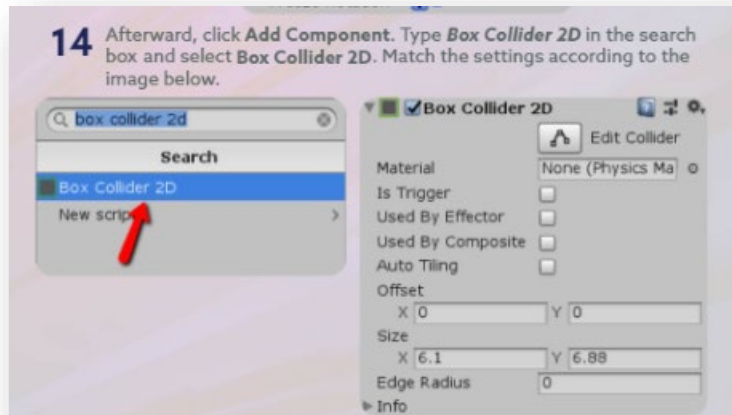 14 Afterward, click Add Component. Type Box Collider 2D in the search
box and select Box Collider 2D. Match the settings according to the
image below.
box collider 2d
Search
Box Collider 2D
New scrip
Box Collider 2D
Edit Collider
Material None (Physics Ma
Is Trigger
Used By Effector
Used By Composite
Auto Tiling
Offset
X 0 Y 0
Size
X 6.1 Y 6.88
Edge Radius 0
Info